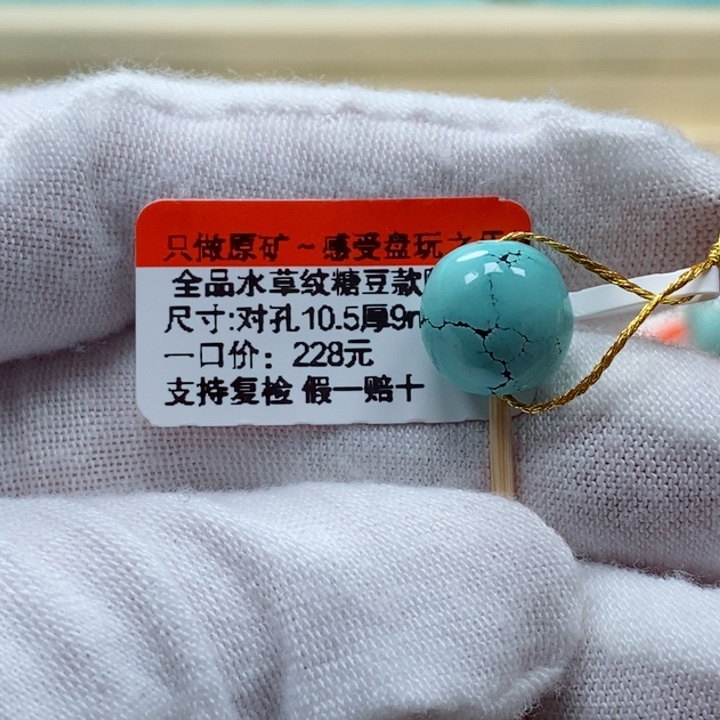 只做原矿~感受盘玩之
全品水草纹糖豆款
尺寸:对孔10.5厚9m
一口价：228元
支持复检 假一赔十